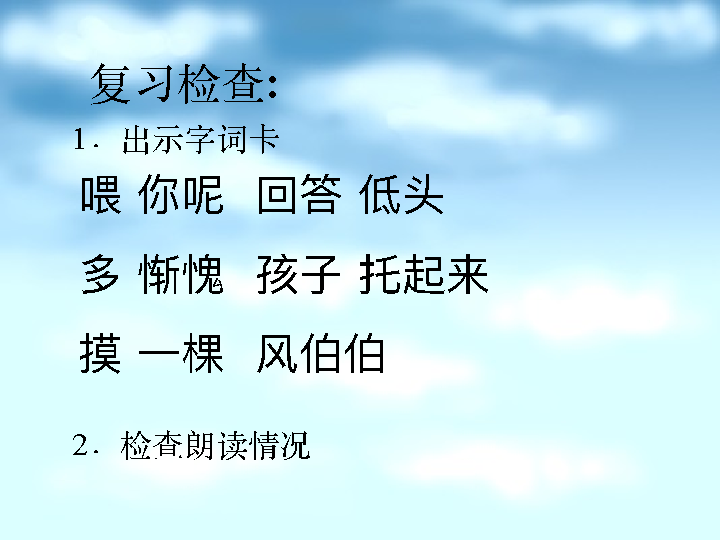 复习检查:
1．出示字词卡
喂 你呢 回答 低头
多 惭愧 孩子 托起来
摸 一棵 风伯伯
2．检查朗读情况